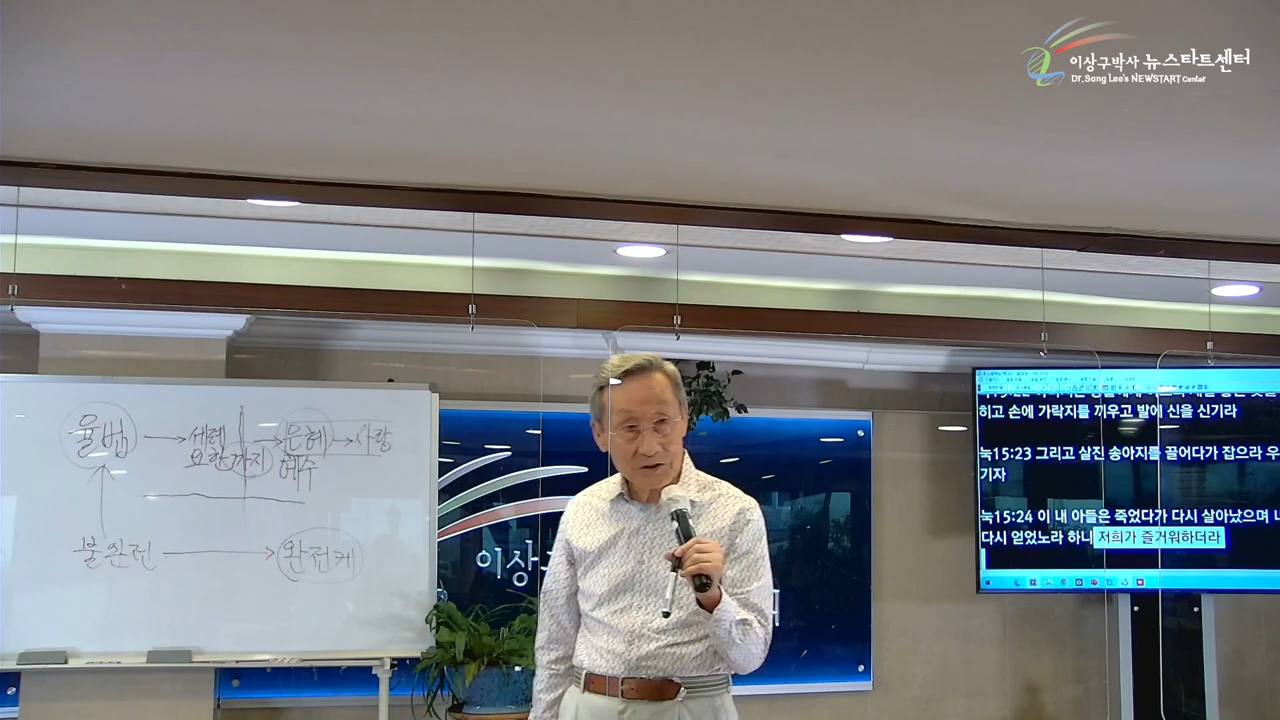 이상구박사 뉴스타트센터
Dr. Sang Lee's NEWSTART Center
율법 세례 은혜 사랑
요한까지 예수
불완전 완전케
이상
히고 손에 가락지를 끼우고 발에 신을 신기라
눅15:23 그리고 살진 송아지를 끌어다가 잡으라 우
기자
눅15:24 이 내 아들은 죽었다가 다시 살아났으며 내
다시 얻었노라 하니 저희가 즐거워하더라